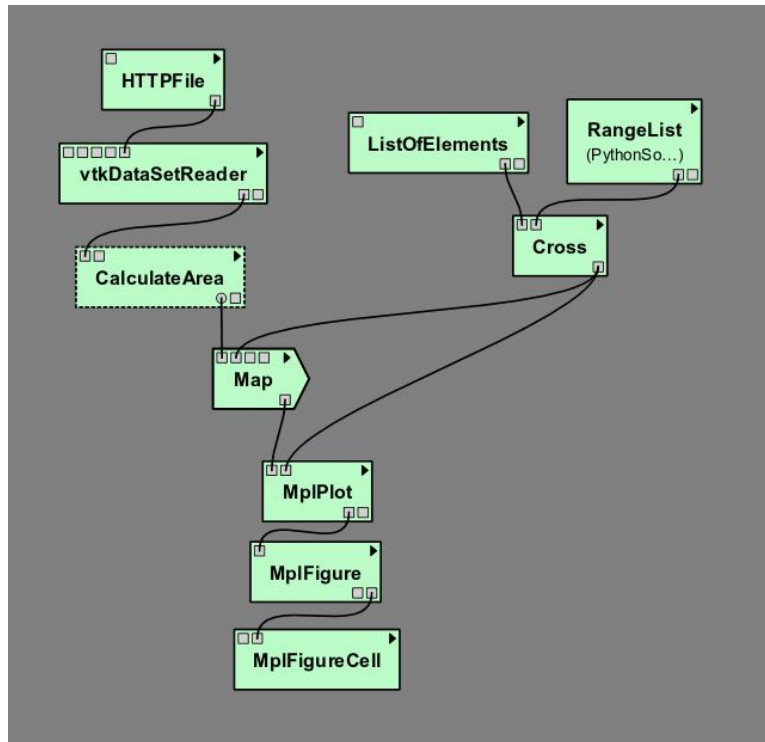 HTTPFile
vtkDataSetReader
ListOfElements
RangeList
(PythonSo...)
CalculateArea
Cross
Map
MplPlot
MplFigure
MplFigureCell